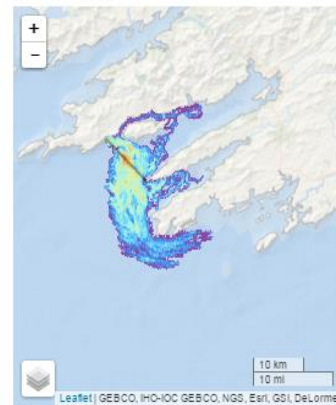 +
−
10 km
10 mi
Leaflet | GEBCO, IHO-IOC GEBCO, NGS, Esri, GSI, DeLorme